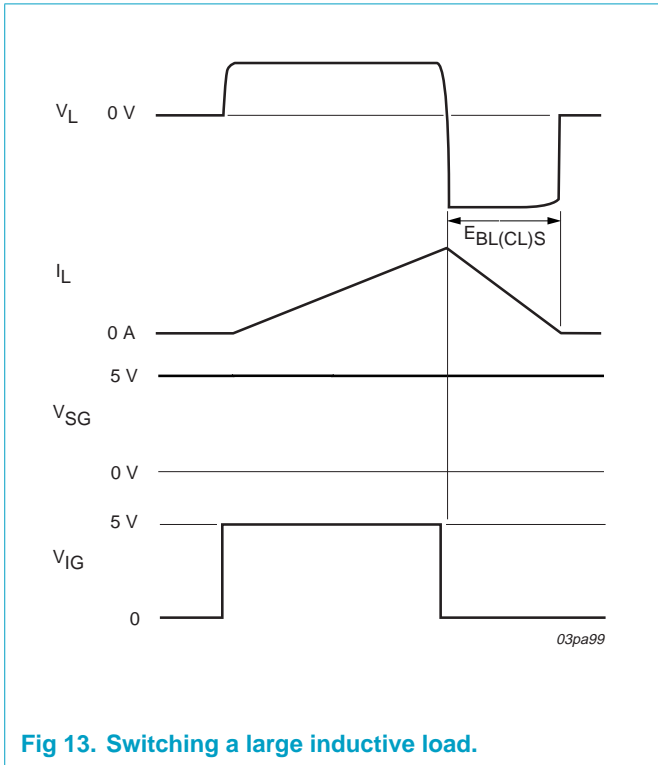 VL 0 V
EBL(CL)S
IL
0 A
5 V
VSG
0 V
5 V
VIG
0
03pa99
Fig 13. Switching a large inductive load.